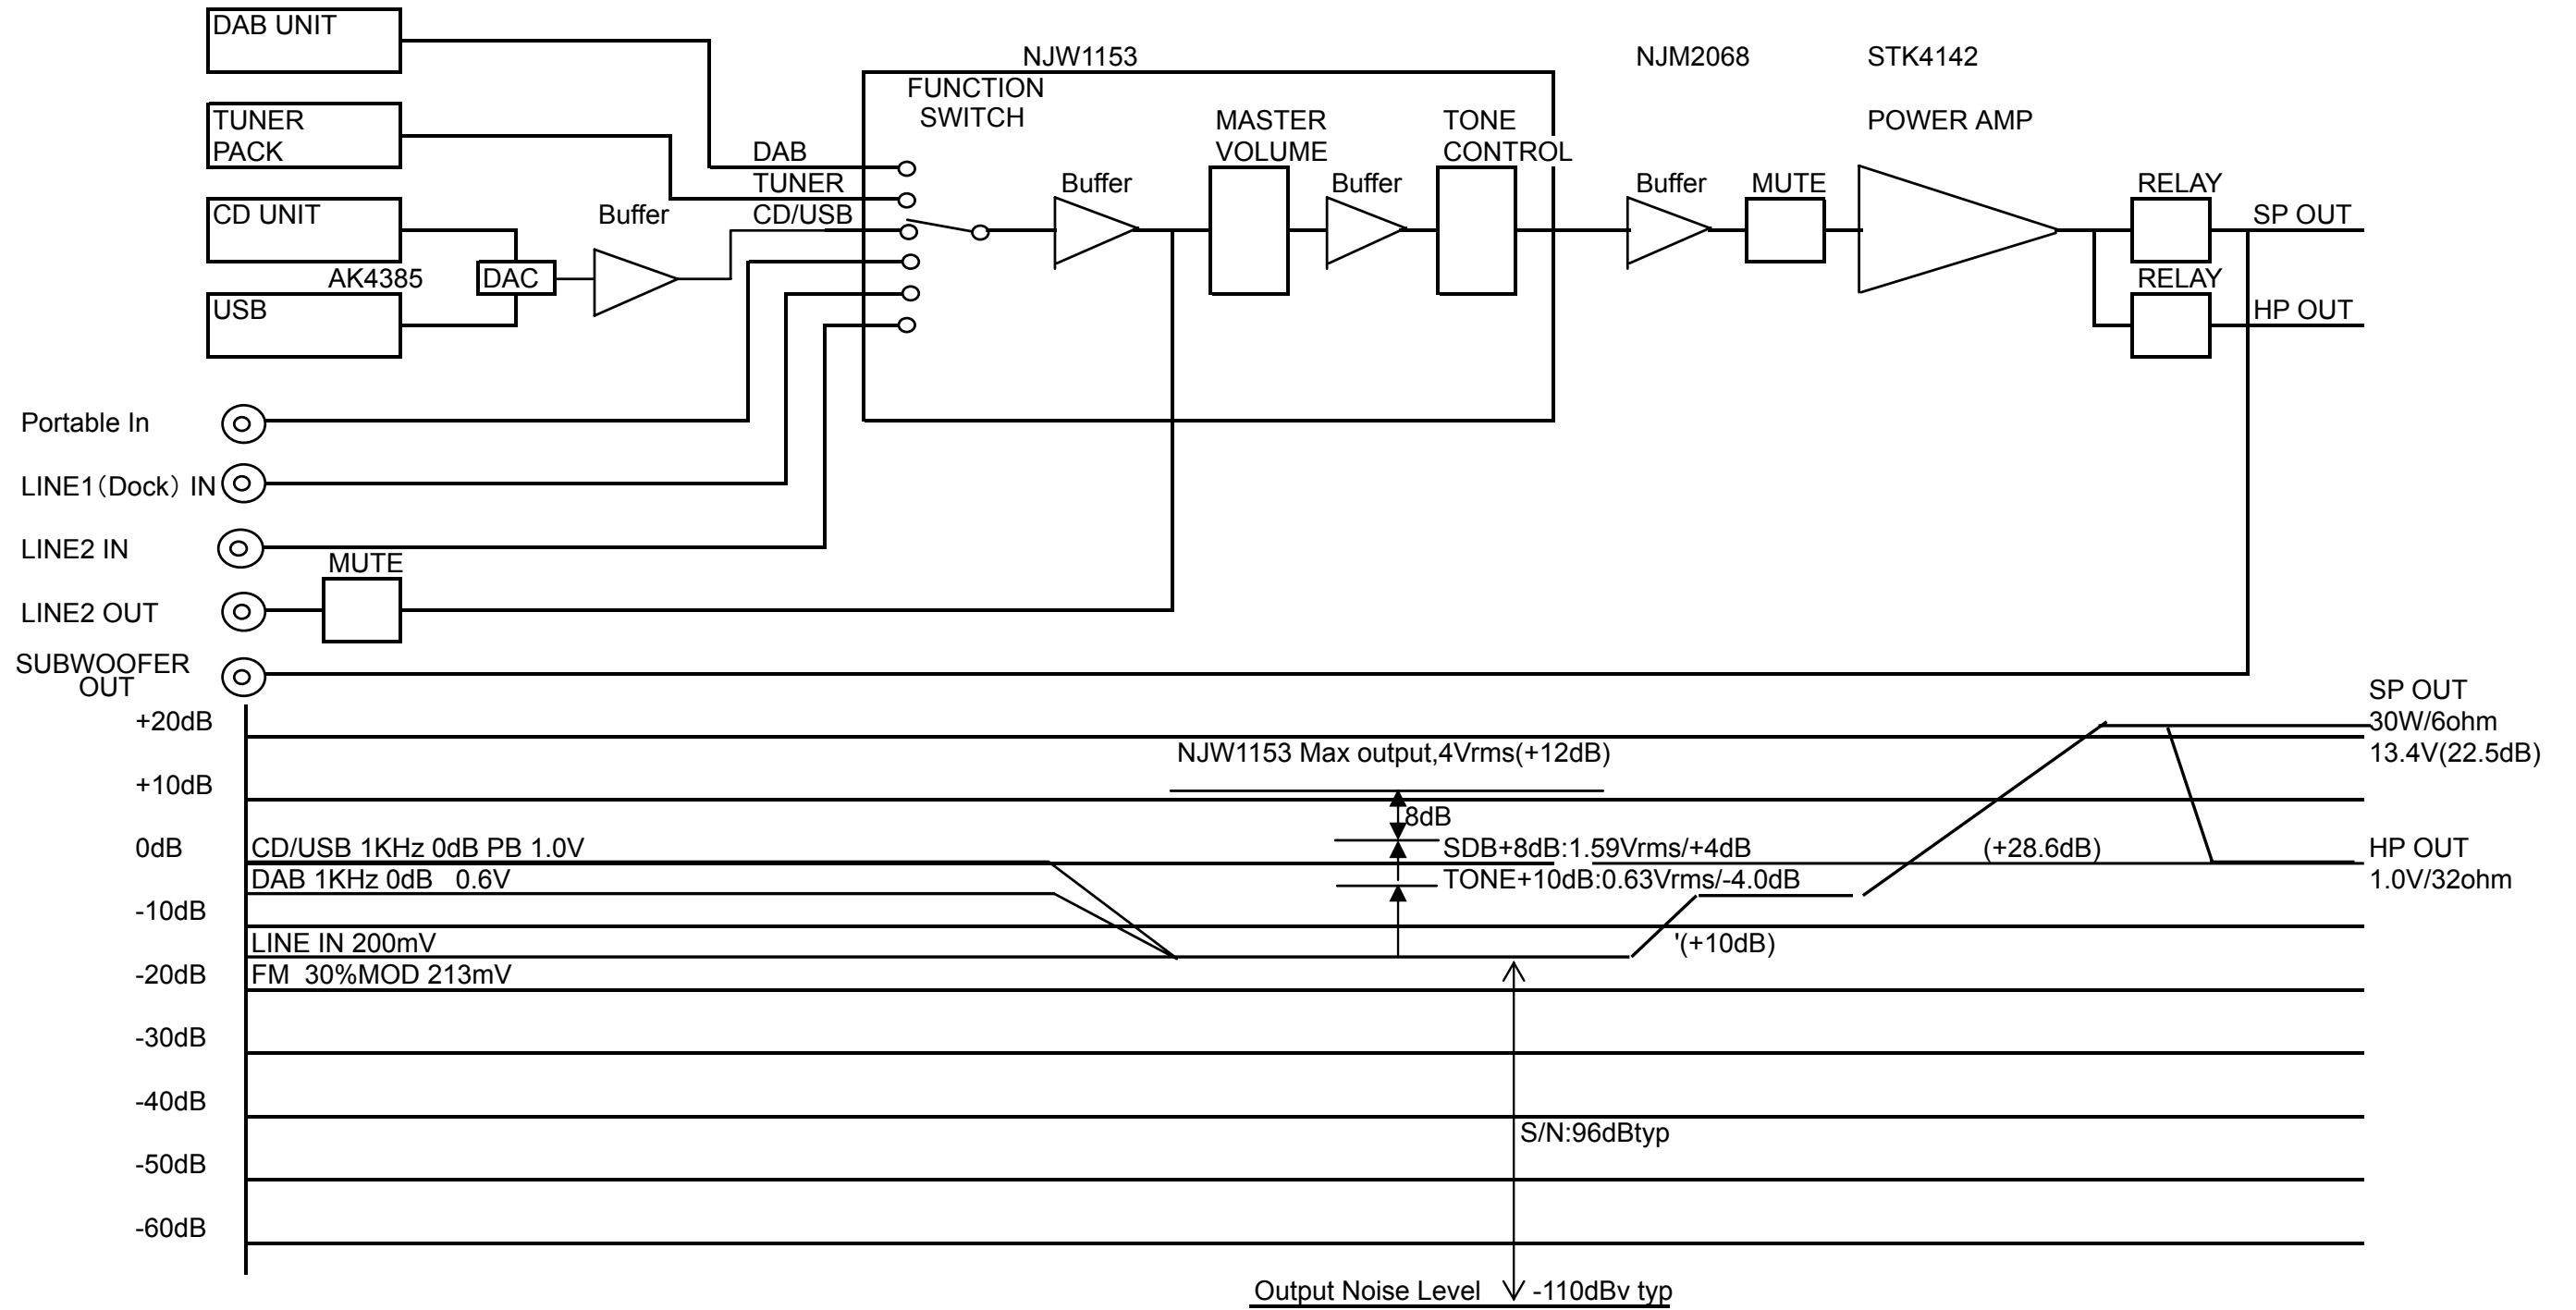 DAB UNIT
NJW1153
NJM2068
STK4142
FUNCTION
SWITCH
TUNER
PACK
MASTER
VOLUME
TONE
CONTROL
POWER AMP
DAB
TUNER
CD/USB
Buffer
Buffer
Buffer
MUTE
RELAY
CD UNIT
Buffer
SP OUT
AK4385
DAC
RELAY
USB
HP OUT
Portable In
LINE1（Dock）IN
LINE2 IN
MUTE
LINE2 OUT
SUBWOOFER
OUT
SP OUT
30W/6ohm
13.4V(22.5dB)
+20dB
NJW1153 Max output,4Vrms(+12dB)
+10dB
8dB
0dB
CD/USB 1KHz 0dB PB 1.0V
SDB+8dB:1.59Vrms/+4dB
(+28.6dB)
HP OUT
1.0V/32ohm
DAB 1KHz 0dB   0.6V
TONE+10dB:0.63Vrms/-4.0dB
-10dB
LINE IN 200mV
'(+10dB)
-20dB
FM  30%MOD 213mV
-30dB
-40dB
S/N:96dBtyp
-50dB
-60dB
Output Noise Level
-110dBv typ